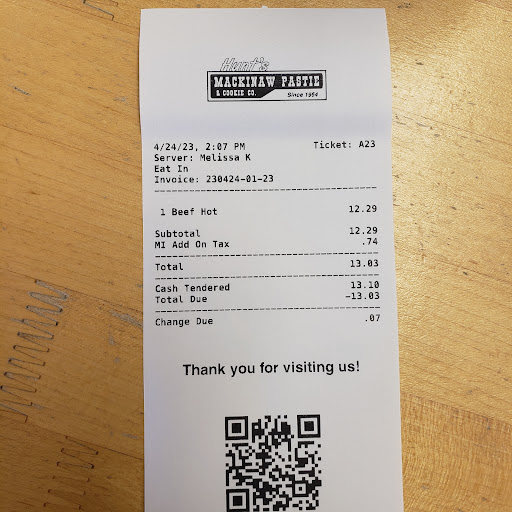 Hunt's
MACKINAW PASTIE
& COOKIE CO. Since 1964
4/24/23, 2:07 PM Ticket: A23
Server: Melissa K
Eat In
Invoice: 230424-01-23
1 Beef Hot 12.29
Subtotal 12.29
MI Add On Tax .74
Total 13.03
Cash Tendered 13.10
Total Due -13.03
Change Due .07
Thank you for visiting us!